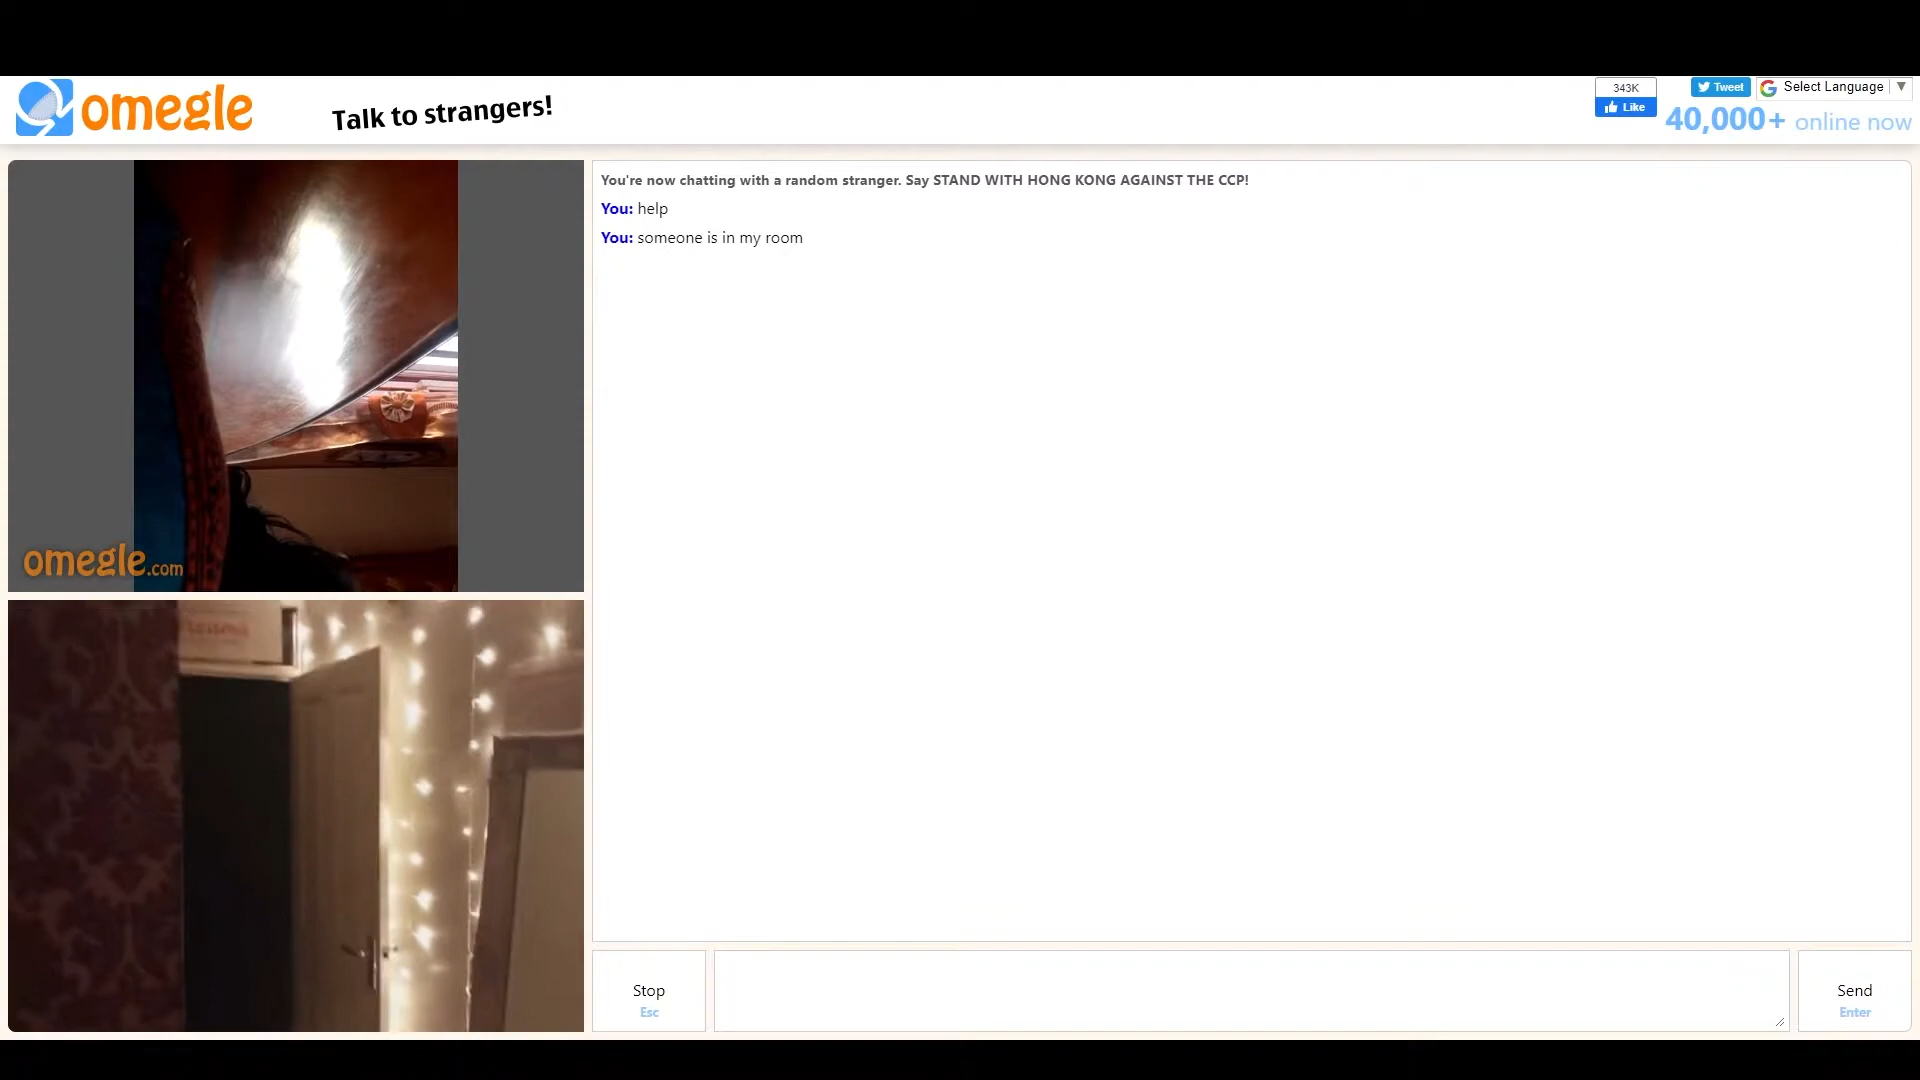 omegle
Talk to strangers!
343K
Like
Tweet
Select Language
40,000+ online now
You're now chatting with a random stranger. Say STAND WITH HONG KONG AGAINST THE CCP!
You: help
You: someone is in my room
omegle.com
Stop
Esc
Send
Enter